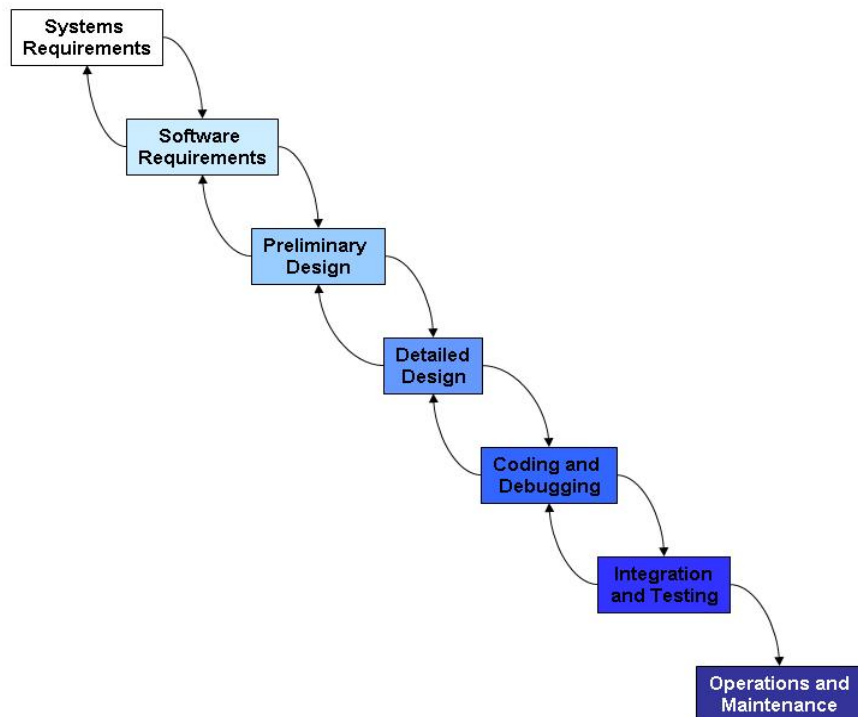 Systems
Requirements
Software
Requirements
Preliminary
Design
Detailed
Design
Coding and
Debugging
Integration
and Testing
Operations and
Maintenance